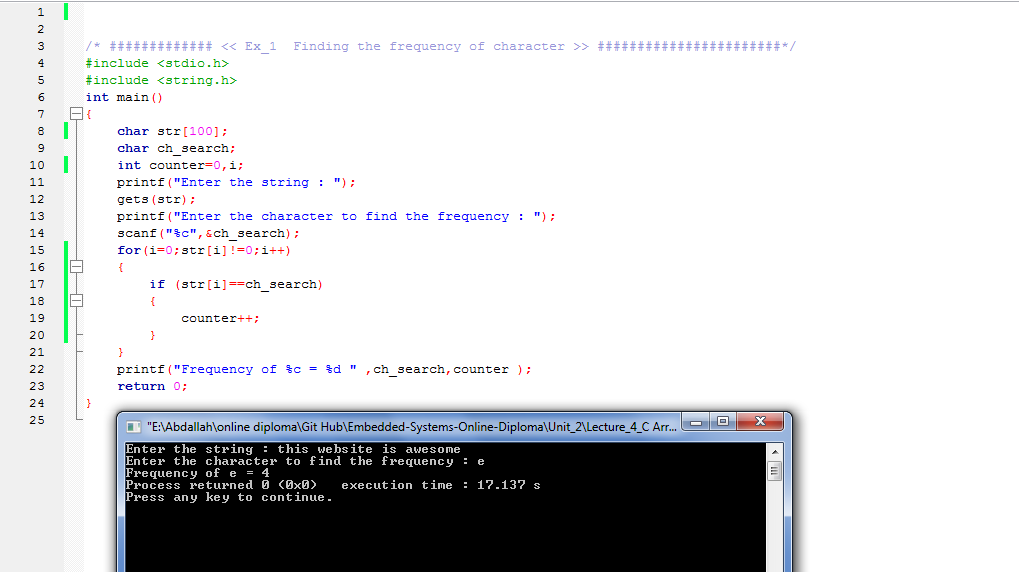 1
2
3 /* ############# << Ex_1  Finding the frequency of character >> #######################*/
4 #include <stdio.h>
5 #include <string.h>
6 int main()
7 {
8     char str[100];
9     char ch_search;
10     int counter=0,i;
11     printf("Enter the string : ");
12     gets(str);
13     printf("Enter the character to find the frequency : ");
14     scanf("%c",&ch_search);
15     for(i=0;str[i]!=0;i++)
16     {
17         if (str[i]==ch_search)
18         {
19             counter++;
20         }
21     }
22     printf("Frequency of %c = %d " ,ch_search,counter );
23     return 0;
24 }
25
"E:\Abdallah\online diploma\Git Hub\Embedded-Systems-Online-Diploma\Unit_2\Lecture_4_C Arr...
Enter the string : this website is awesome
Enter the character to find the frequency : e
Frequency of e = 4
Process returned 0 (0x0)   execution time : 17.137 s
Press any key to continue.